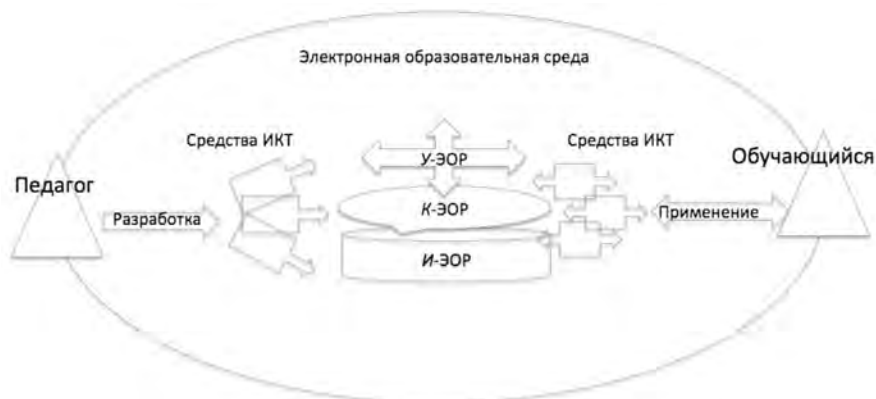 Электронная образовательная среда
Средства ИКТ
Средства ИКТ
Педагог
У-ЭОР
Обучающийся
Разработка
К-ЭОР
Применение
И-ЭОР